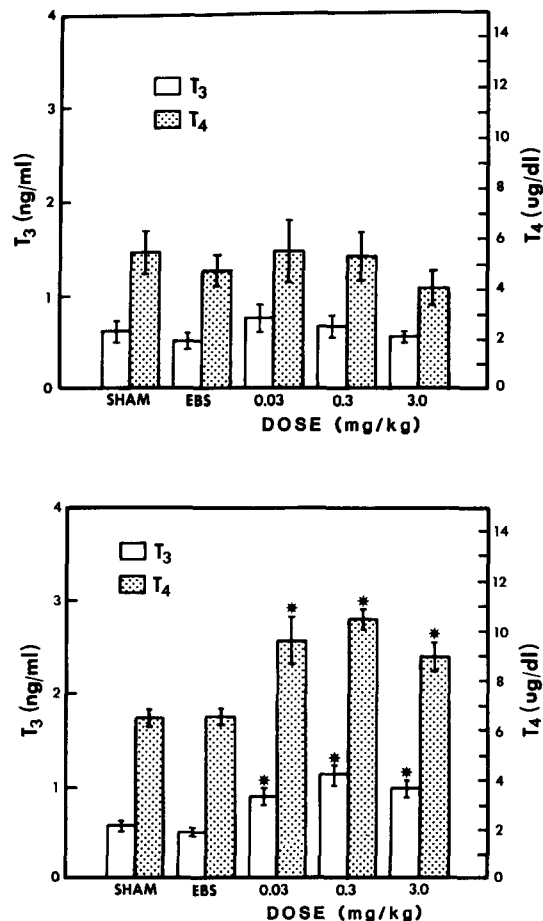 4
3
2
1
0
T3 (ng/ml)
T3
T4
14
12
10
8
6
4
2
0
T4 (ug/dl)
SHAM EBS 0.03 0.3 3.0
DOSE (mg/kg)
4
3
2
1
0
T3 (ng/ml)
T3
T4
* * *
* * *
14
12
10
8
6
4
2
0
T4 (ug/dl)
SHAM EBS 0.03 0.3 3.0
DOSE (mg/kg)